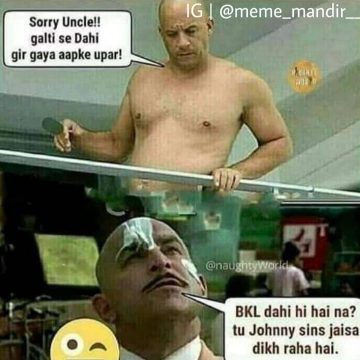 IG | @meme_mandir_
Sorry Uncle!!
galti se Dahi
gir gaya aapke upar!
@naughtyWorld
BKL dahi hi hai na?
tu Johnny sins jaisa
dikh raha hai.